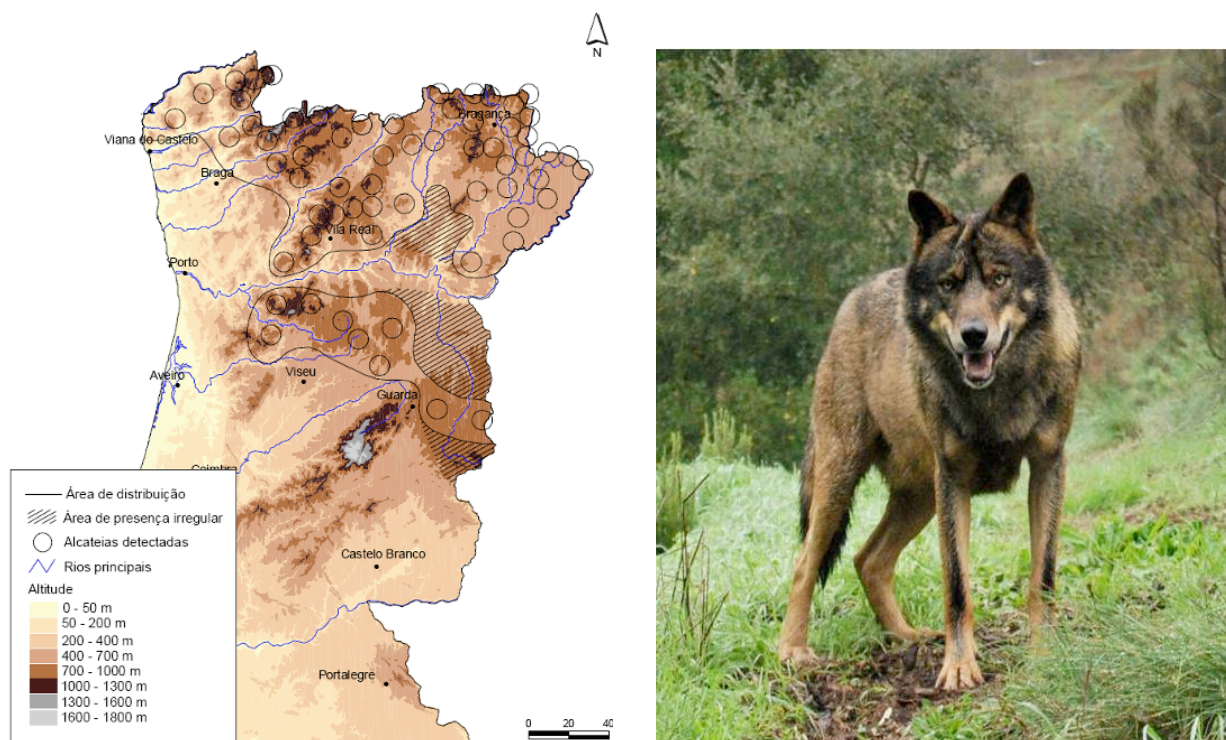 N
Bragança
Viana do Castelo
Braga
Vila Real
Porto
Aveiro
Viseu
Guarda
Coimbra
Castelo Branco
Portalegre
Área de distribuição
Área de presença irregular
Alcateias detectadas
Rios principais
Altitude
0 - 50 m
50 - 200 m
200 - 400 m
400 - 700 m
700 - 1000 m
1000 - 1300 m
1300 - 1600 m
1600 - 1800 m
0 20 40